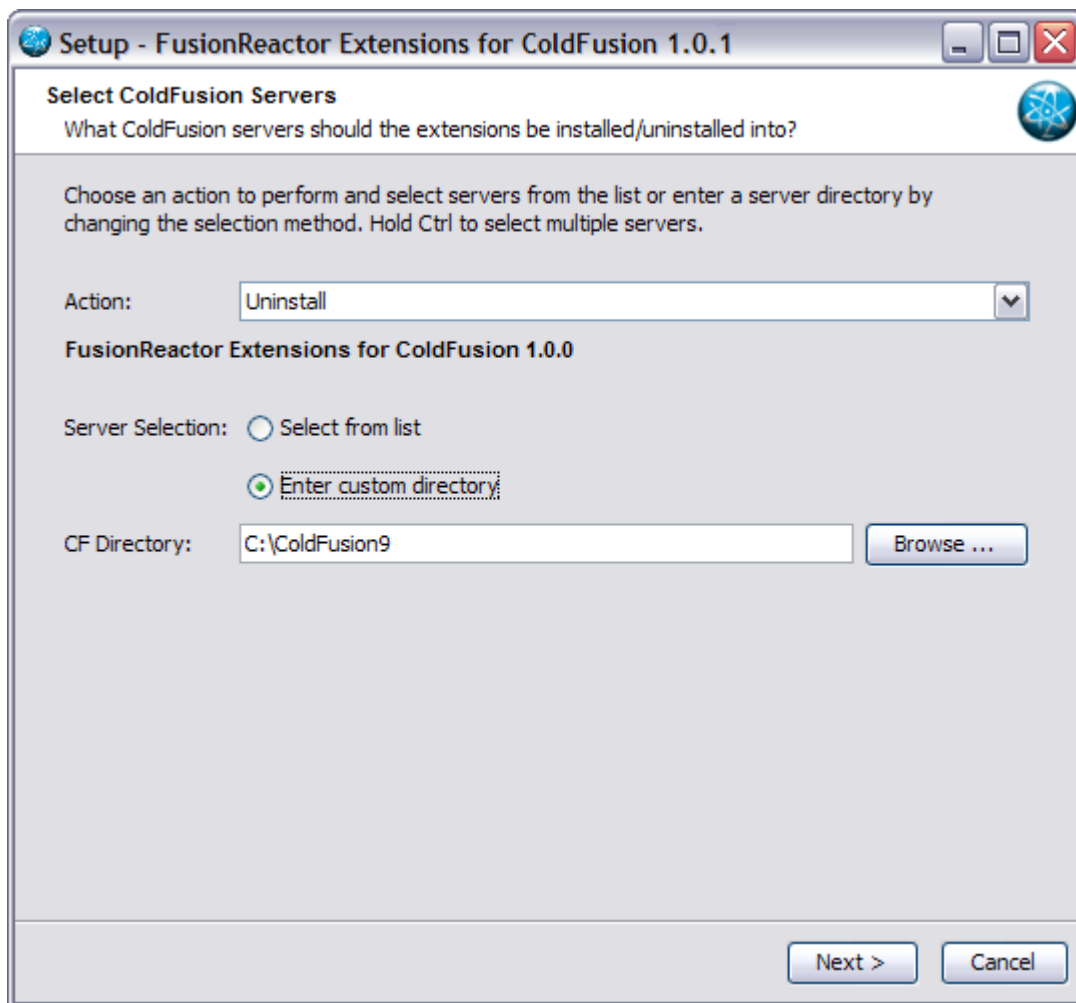 Setup - FusionReactor Extensions for ColdFusion 1.0.1
Select ColdFusion Servers
What ColdFusion servers should the extensions be installed/uninstalled into?
Choose an action to perform and select servers from the list or enter a server directory by
changing the selection method. Hold Ctrl to select multiple servers.
Action: Uninstall
FusionReactor Extensions for ColdFusion 1.0.0
Server Selection: Select from list
Enter custom directory
CF Directory: C:\ColdFusion9 Browse ...
Next > Cancel